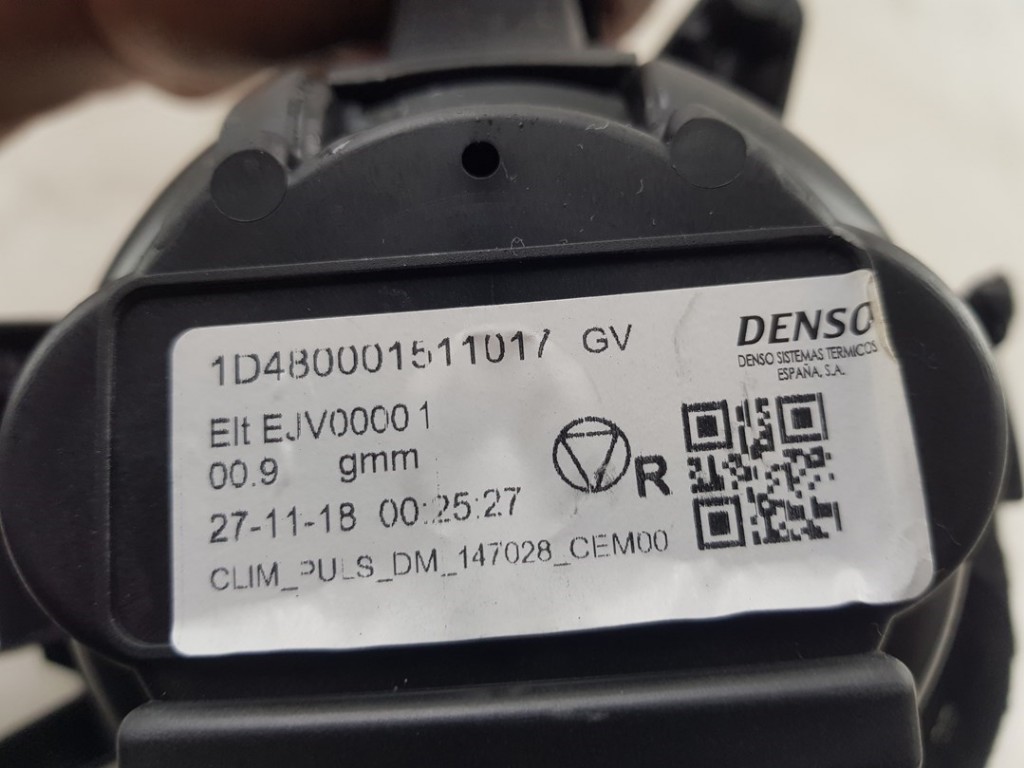 1D480001511017 GV
DENSO
DENSO SISTEMAS TERMICOS
ESPAÑA, S.A.
Elt EJV00001
00.9 gmm
R
27-11-18 00:25:27
CLIM_PULS_DM_147028_CEM00